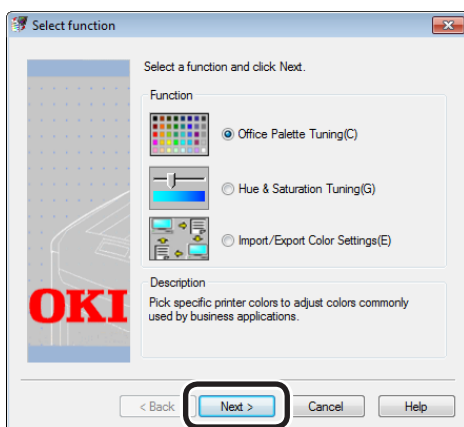 Select function
Select a function and click Next.
Function
Office Palette Tuning(C)
Hue & Saturation Tuning(G)
Import/Export Color Settings(E)
Description
Pick specific printer colors to adjust colors commonly
used by business applications.
OKI
< Back
Next >
Cancel
Help